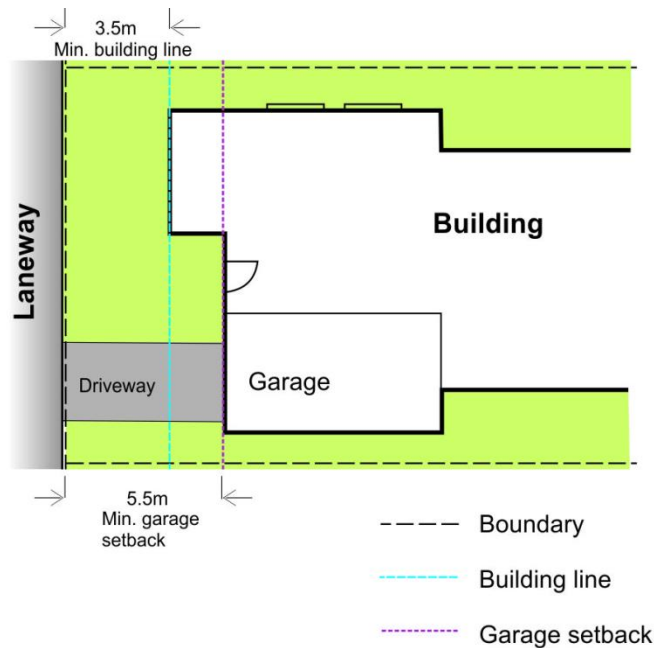 3.5m
Min. building line
Laneway
Building
Driveway
Garage
5.5m
Min. garage
setback
Boundary
Building line
Garage setback